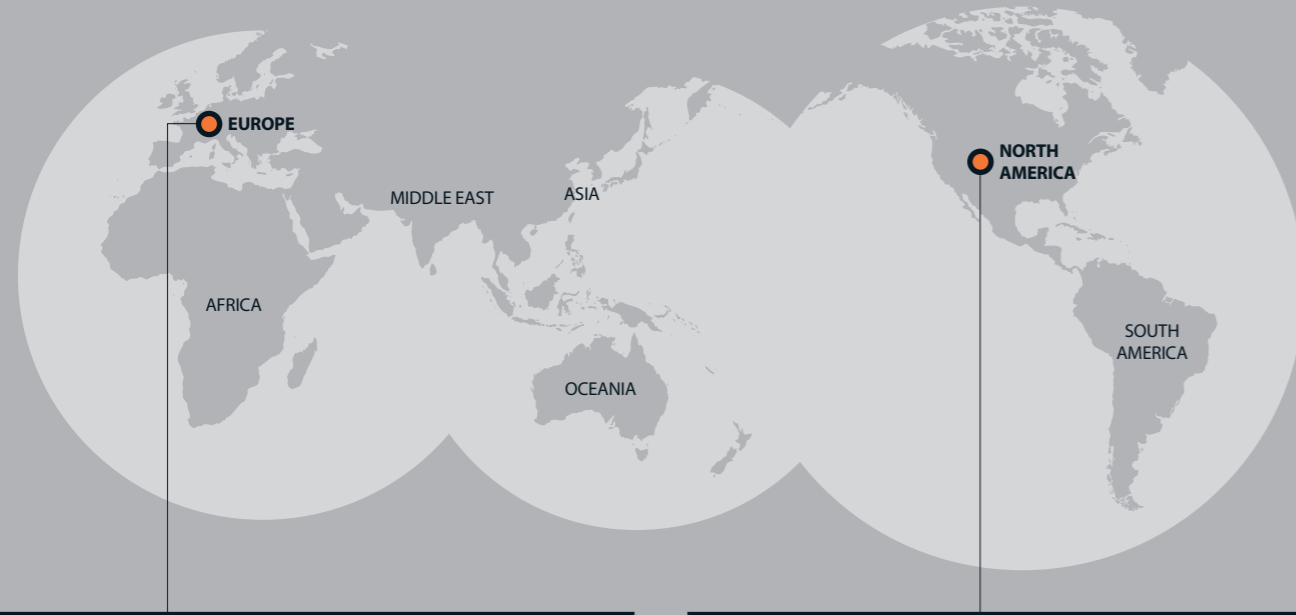 EUROPE
NORTH
AMERICA
MIDDLE EAST
ASIA
AFRICA
SOUTH
AMERICA
OCEANIA